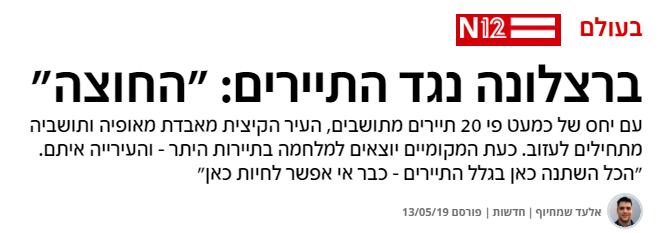 בעולם N12
ברצלונה נגד התיירים: "החוצה"
עם יחס של כמעט פי 20 תיירים מתושבים, העיר הקיצית מאבדת מאופיה ותושביה
מתחילים לעזוב. כעת המקומיים יוצאים למלחמה בתיירות היתר - והעירייה איתם.
"הכל השתנה כאן בגלל התיירים - כבר אי אפשר לחיות כאן"
אלעד שמחיוף | חדשות | פורסם 13/05/19